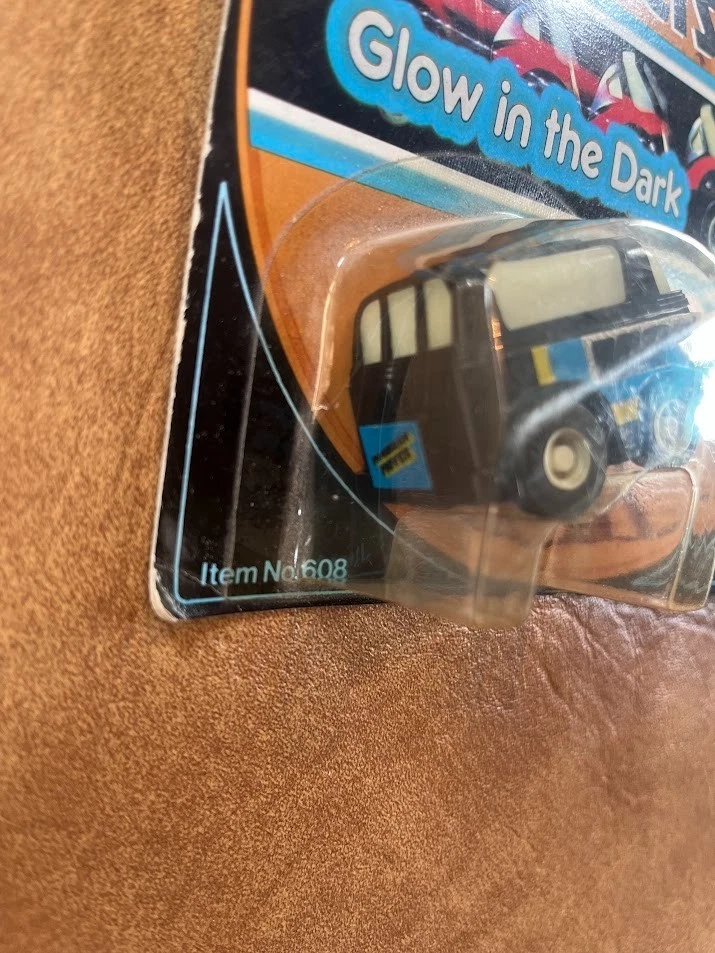 Glow in the Dark
Item No. 608